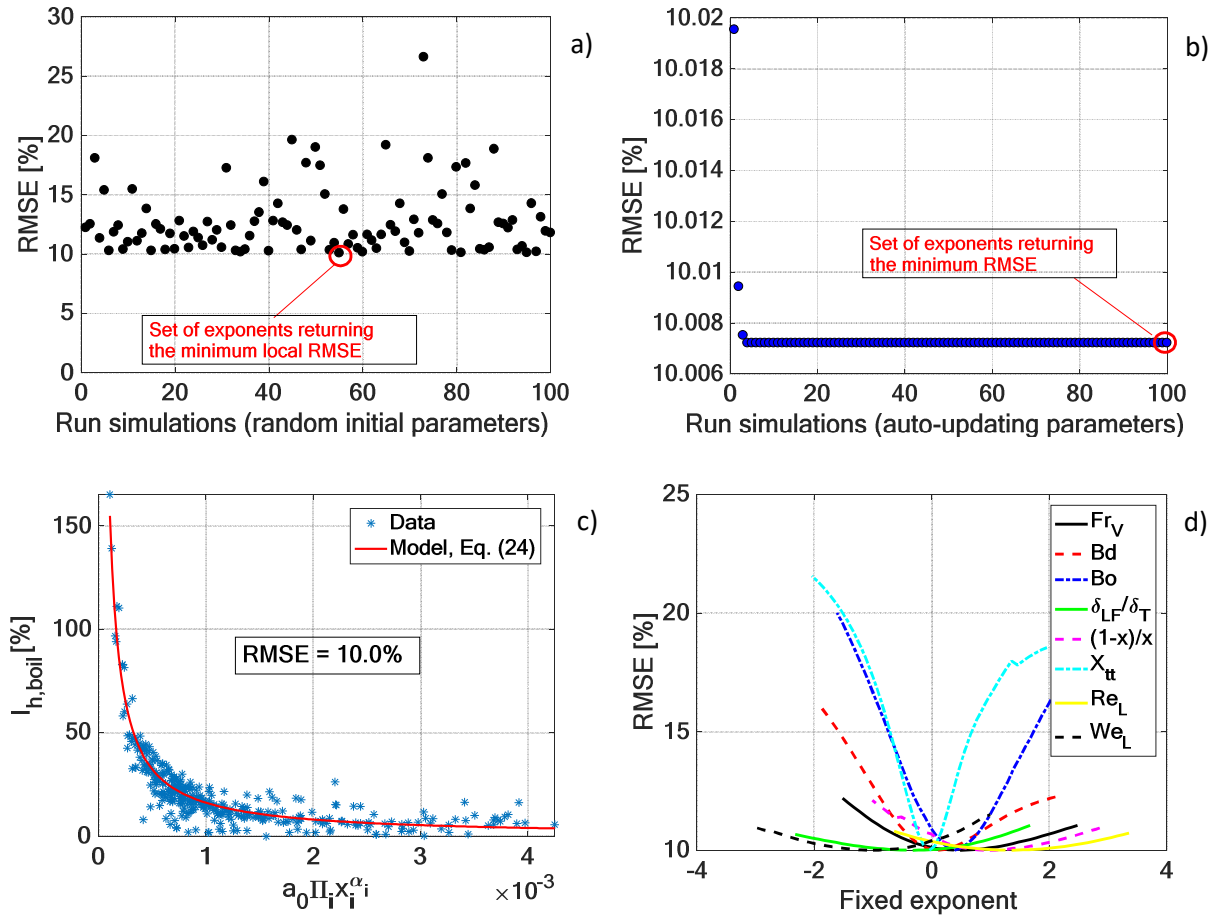 a)
RMSE [%]
30
25
20
15
10
5
0
Set of exponents returning
the minimum local RMSE
0 20 40 60 80 100
Run simulations (random initial parameters)
b)
RMSE [%]
10.02
10.018
10.016
10.014
10.012
10.01
10.008
10.006
Set of exponents returning
the minimum RMSE
0 20 40 60 80 100
Run simulations (auto-updating parameters)
c)
I_h,boil [%]
150
100
50
0
Data
Model, Eq. (24)
RMSE = 10.0%
0 1 2 3 4
×10⁻³
a₀Πᵢxᵢ^αᵢ
d)
RMSE [%]
25
20
15
10
Fr_V
Bd
Bo
δ_LF/δ_T
(1-x)/x
X_tt
Re_L
We_L
-4 -2 0 2 4
Fixed exponent